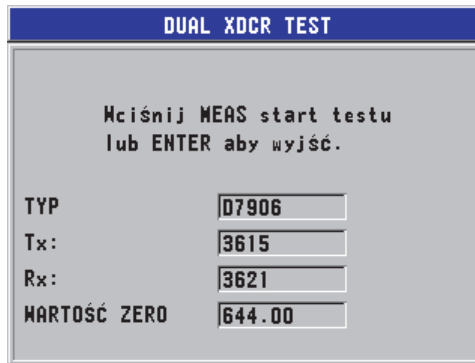 DUAL XDCR TEST
Wciśnij MEAS start testu
lub ENTER aby wyjść.
TYP D7906
Tx: 3615
Rx: 3621
WARTOŚĆ ZERO 644.00